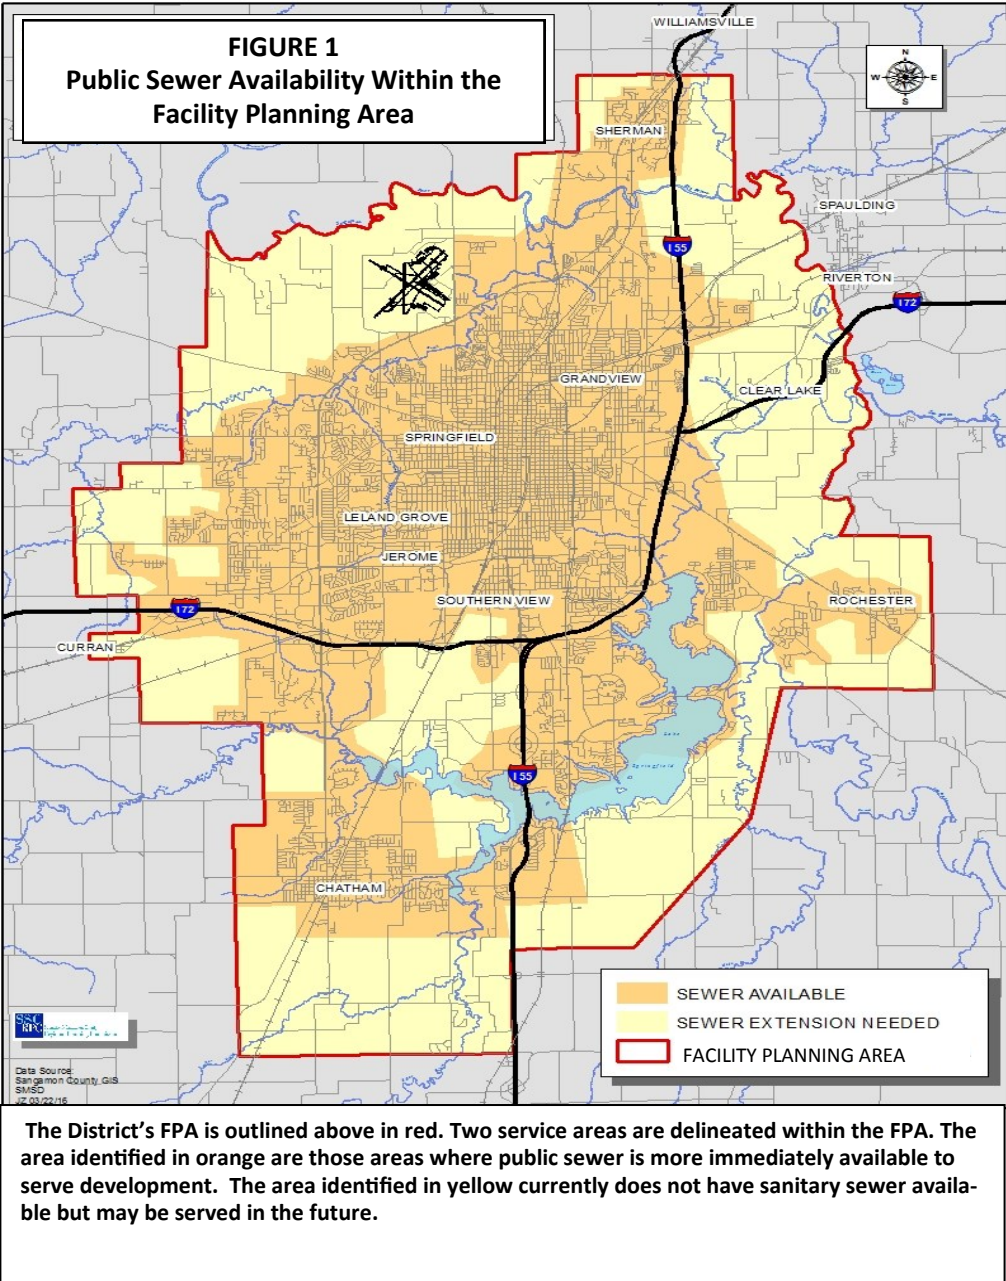 FIGURE 1
Public Sewer Availability Within the
Facility Planning Area
WILLIAMSVILLE
N
W E
S
SHERMAN
SPAULDING
I 55
RIVERTON
172
GRANDVIEW
CLEAR LAKE
SPRINGFIELD
LELAND GROVE
JEROME
SOUTHERN VIEW
ROCHESTER
172
CURRAN
Lake
Springfield
I 55
CHATHAM
SEWER AVAILABLE
SEWER EXTENSION NEEDED
FACILITY PLANNING AREA
SSC
RPC
Data Source:
Sangamon County GIS
SMSD
JZ 03/22/16
The District’s FPA is outlined above in red. Two service areas are delineated within the FPA. The
area identified in orange are those areas where public sewer is more immediately available to
serve development. The area identified in yellow currently does not have sanitary sewer availa-
ble but may be served in the future.